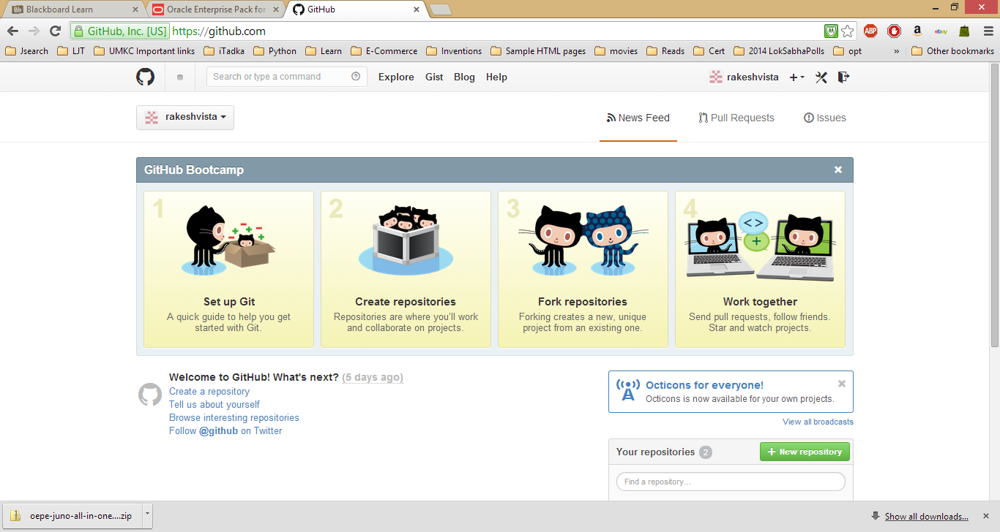 Bb Blackboard Learn
Oracle Enterprise Pack for
GitHub
GitHub, Inc. [US] https://github.com
ABP
a
ebay
Jsearch LJT UMKC Important links iTadka Python Learn E-Commerce Inventions Sample HTML pages movies Reads Cert 2014 LokSabhaPolls opt » Other bookmarks
Search or type a command
Explore Gist Blog Help
rakeshvista
rakeshvista
News Feed Pull Requests Issues
GitHub Bootcamp
1
Set up Git
A quick guide to help you get
started with Git.
2
Create repositories
Repositories are where you'll work
and collaborate on projects.
3
Fork repositories
Forking creates a new, unique
project from an existing one.
4
Work together
Send pull requests, follow friends.
Star and watch projects.
Welcome to GitHub! What's next? (5 days ago)
Create a repository
Tell us about yourself
Browse interesting repositories
Follow @github on Twitter
Octicons for everyone!
Octicons is now available for your own projects.
View all broadcasts
Your repositories 2
+ New repository
Find a repository…
oepe-juno-all-in-one....zip
Show all downloads...